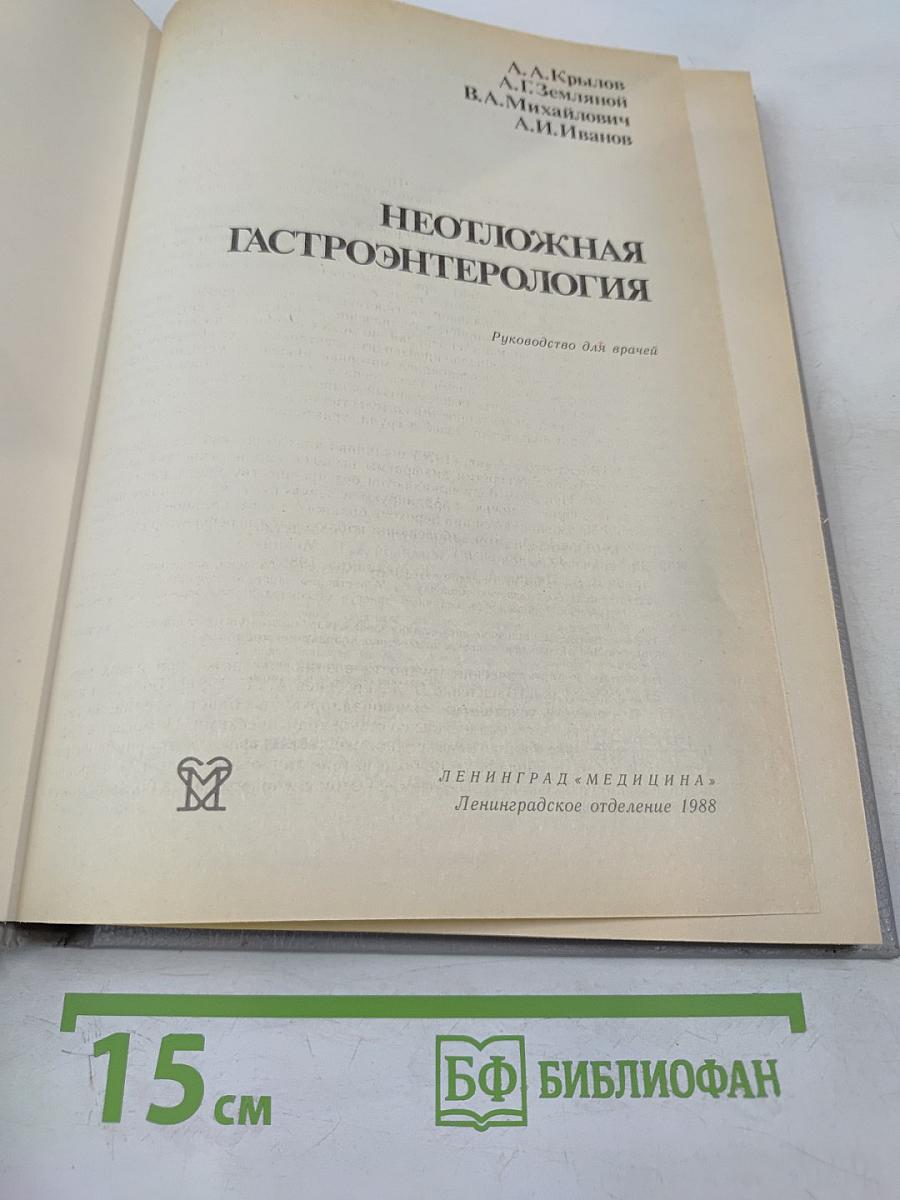 А. А. Крылов
А. Г. Земляной
В. А. Михайлович
А. И. Иванов
НЕОТЛОЖНАЯ
ГАСТРОЭНТЕРОЛОГИЯ
Руководство для врачей
ЛЕНИНГРАД «МЕДИЦИНА»
Ленинградское отделение 1988
15 см
БФ БИБЛИОФАН